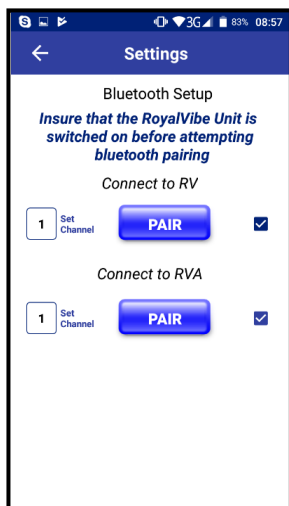 3G 83% 08:57
Settings
Bluetooth Setup
Insure that the RoyalVibe Unit is
switched on before attempting
bluetooth pairing
Connect to RV
1 Set
Channel
PAIR
Connect to RVA
1 Set
Channel
PAIR